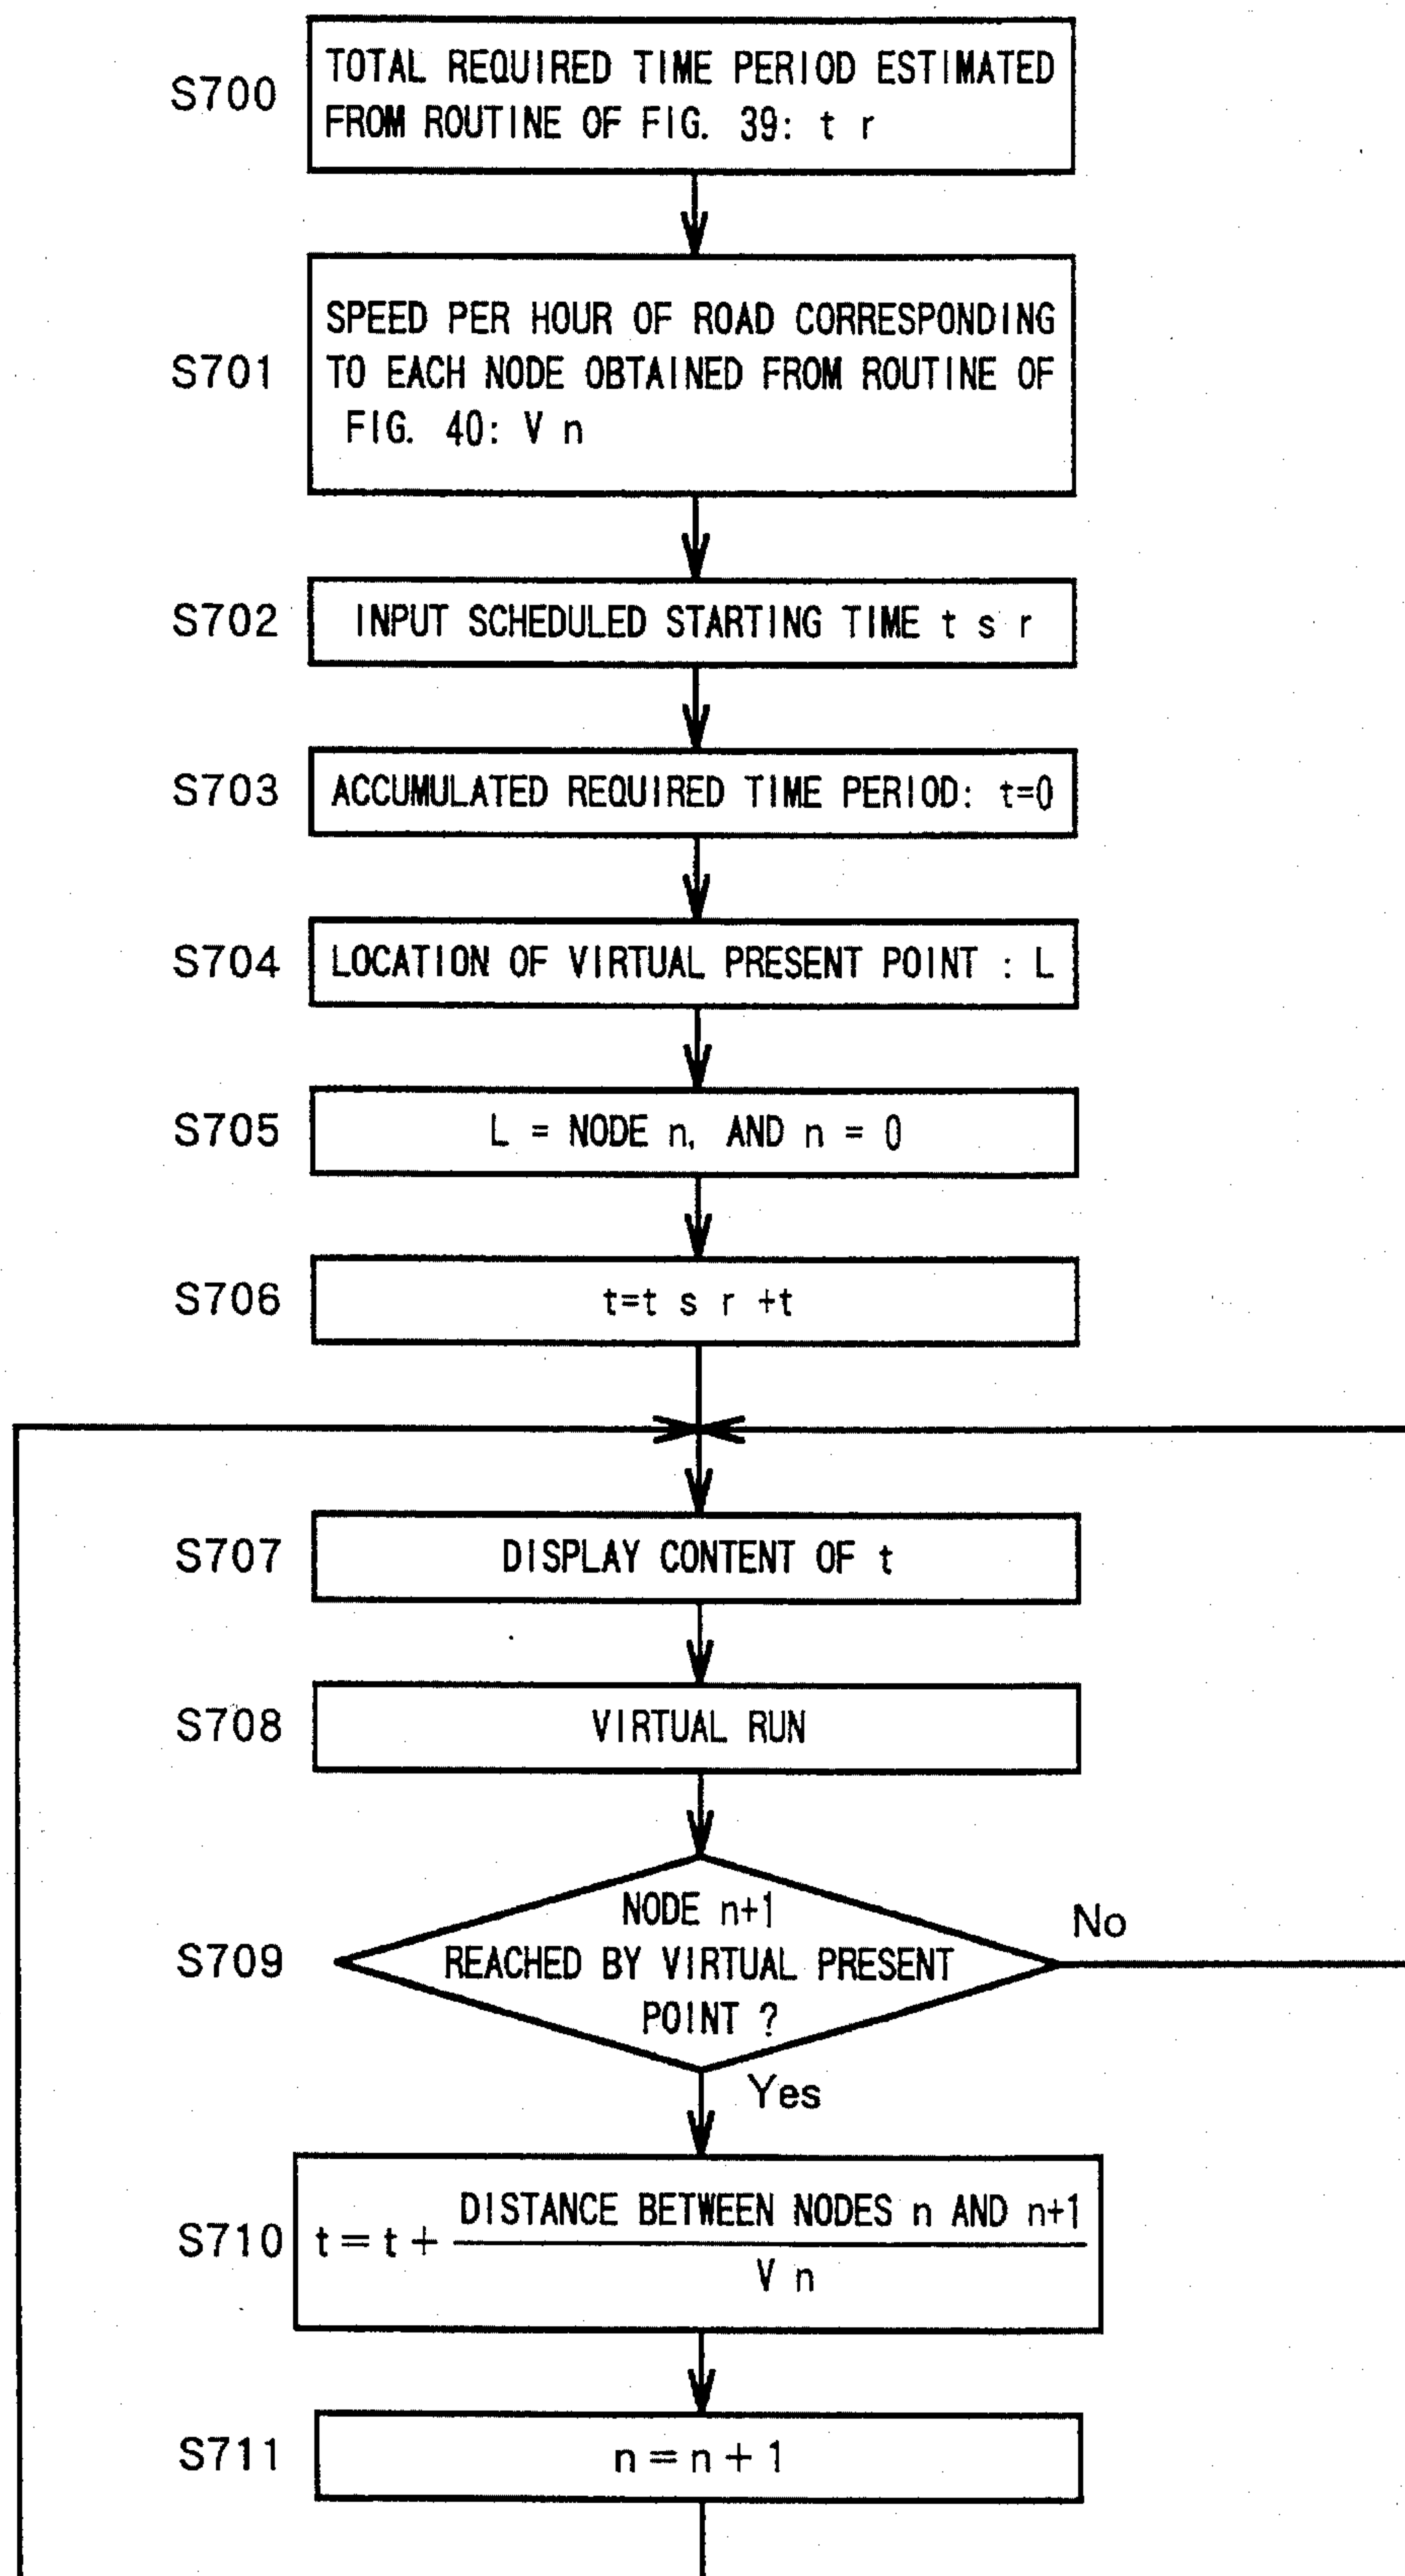 S700
TOTAL REQUIRED TIME PERIOD ESTIMATED
FROM ROUTINE OF FIG. 39: t r
S701
SPEED PER HOUR OF ROAD CORRESPONDING
TO EACH NODE OBTAINED FROM ROUTINE OF
FIG. 40: V n
S702
INPUT SCHEDULED STARTING TIME t s r
S703
ACCUMULATED REQUIRED TIME PERIOD: t=0
S704
LOCATION OF VIRTUAL PRESENT POINT : L
S705
L = NODE n, AND n = 0
S706
t=t s r +t
S707
DISPLAY CONTENT OF t
S708
VIRTUAL RUN
S709
NODE n+1
REACHED BY VIRTUAL PRESENT
POINT ?
No
Yes
S710
t = t + DISTANCE BETWEEN NODES n AND n+1
V n
S711
n = n + 1